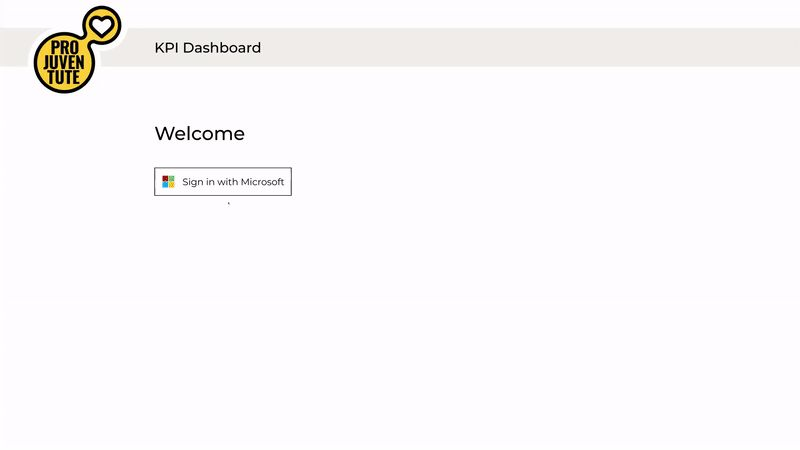 PRO
JUVEN
TUTE
KPI Dashboard
Welcome
Sign in with Microsoft